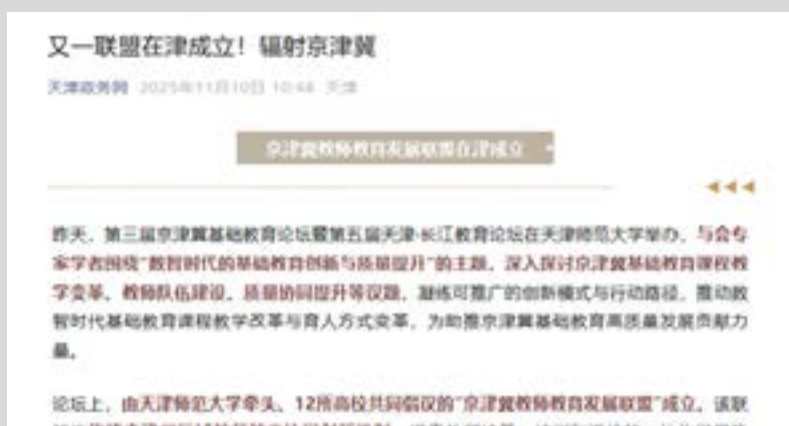 又一联盟在津成立！辐射京津冀
天津政务网 2025年11月10日 10:48 天津
京津冀教师教育发展联盟在津成立
昨天，第三届京津冀基础教育论坛暨第五届天津·长江教育论坛在天津师范大学举办，与会专
家学者围绕“数智时代的基础教育创新与质量提升”的主题，深入探讨京津冀基础教育课程教
学变革、教师队伍建设、质量协同提升等议题，凝练可推广的创新模式与行动路径，推动数
智时代基础教育课程教学改革与育人方式变革，为助推京津冀基础教育高质量发展贡献力
量。
论坛上，由天津师范大学牵头、12所高校共同倡议的“京津冀教师教育发展联盟”成立。该联